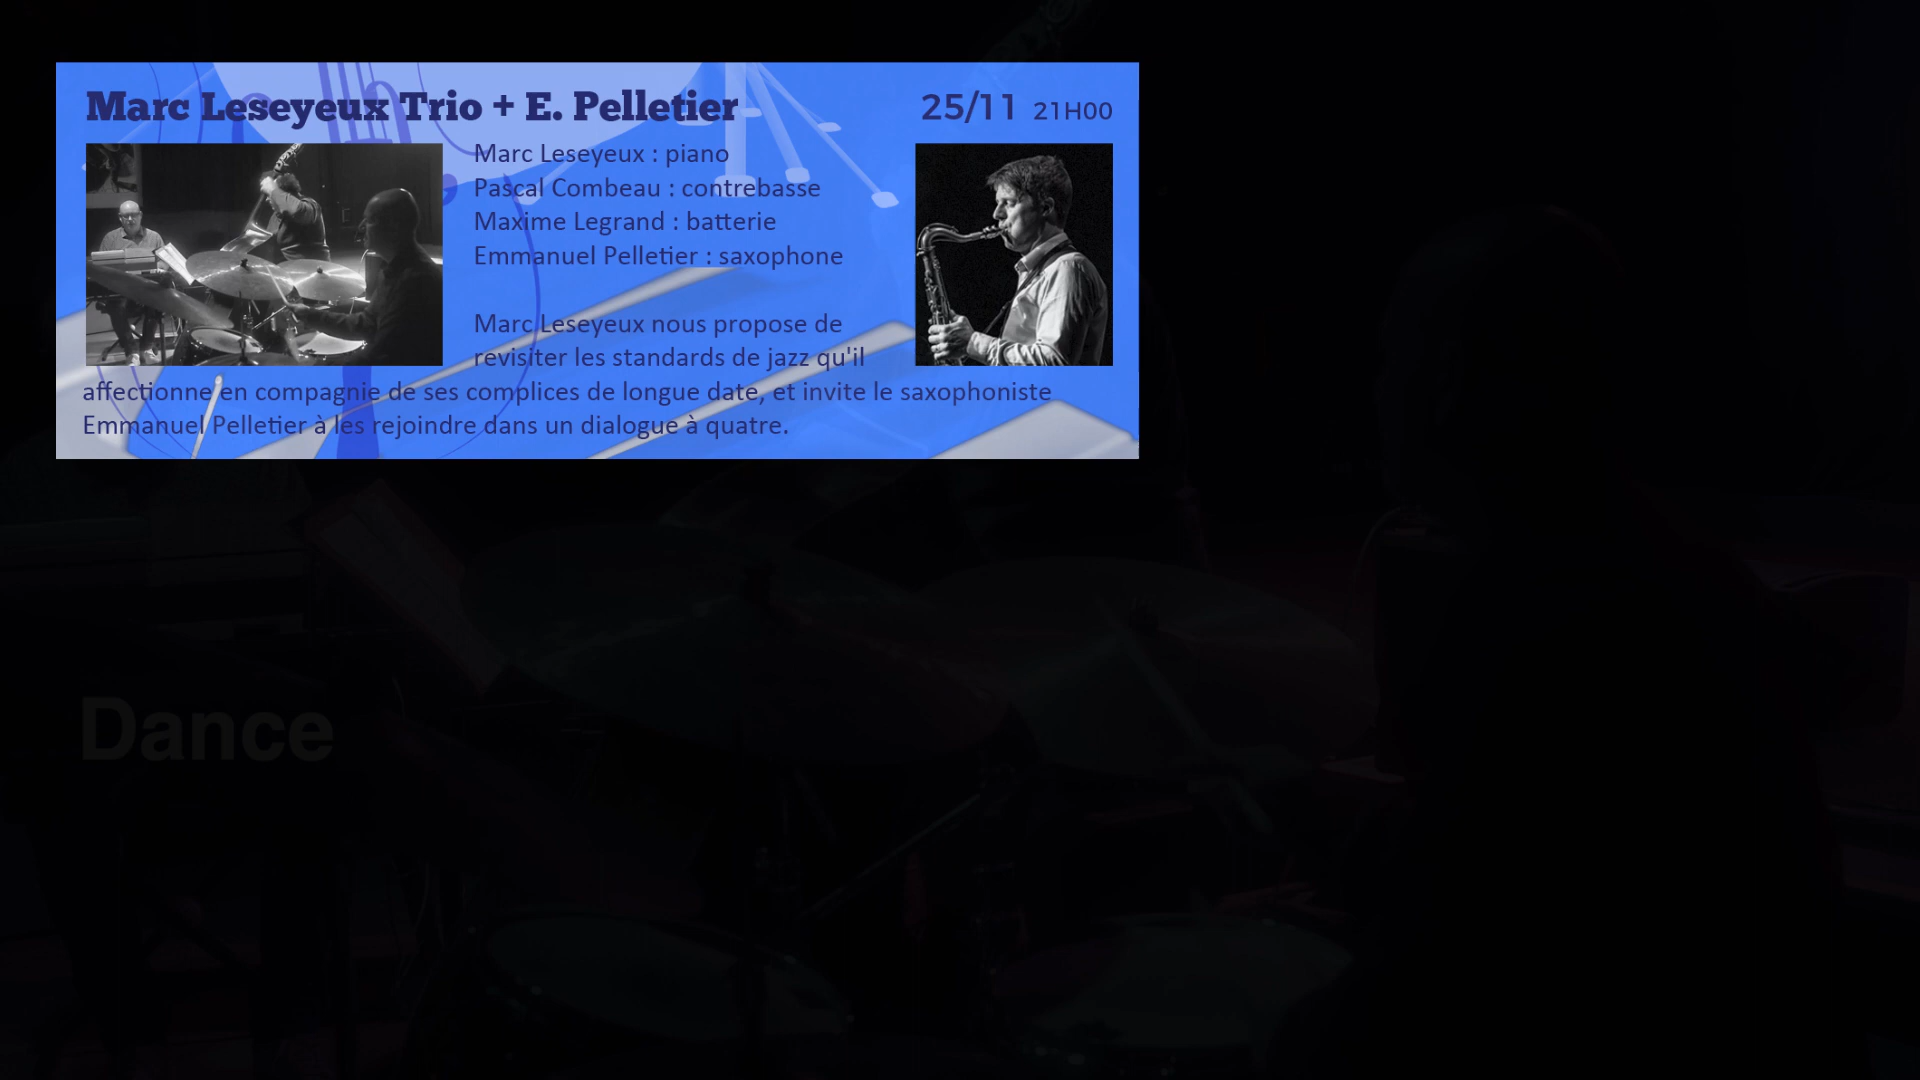 Marc Leseyeux Trio + E. Pelletier
25/11 21H00
Marc Leseyeux : piano
Pascal Combeau : contrebasse
Maxime Legrand : batterie
Emmanuel Pelletier : saxophone
Marc Leseyeux nous propose de
revisiter les standards de jazz qu'il
affectionne en compagnie de ses complices de longue date, et invite le saxophoniste
Emmanuel Pelletier à les rejoindre dans un dialogue à quatre.
Dance